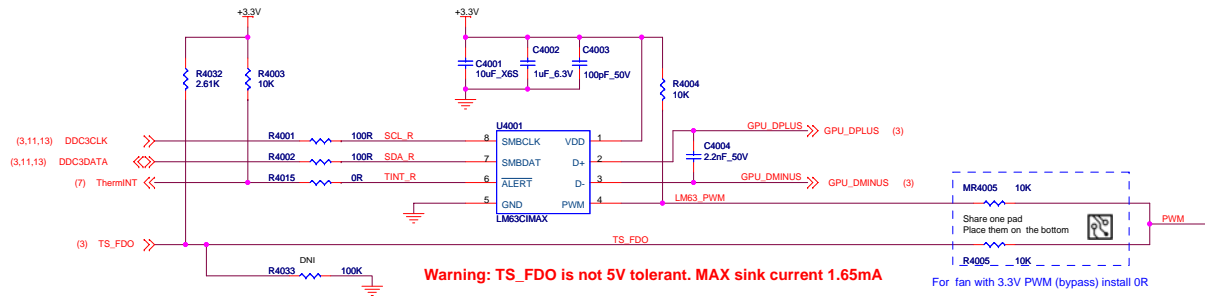 +3.3V
+3.3V
R4032
2.61K
R4003
10K
C4001
10uF_X6S
C4002
1uF_6.3V
C4003
100pF_50V
R4004
10K
U4001
(3,11,13) DDC3CLK
R4001 100R SCL_R
8 SMBCLK VDD 1
GPU_DPLUS
GPU_DPLUS (3)
(3,11,13) DDC3DATA
R4002 100R SDA_R
7 SMBDAT D+ 2
C4004
2.2nF_50V
(7) ThermINT
R4015 0R TINT_R
6 ALERT D- 3
GPU_DMINUS
GPU_DMINUS (3)
5 GND PWM 4
LM63_PWM
LM63CIMAX
MR4005 10K
Share one pad
Place them on the bottom
PWM
(3) TS_FDO
TS_FDO
R4005 10K
DNI
R4033 100K
Warning: TS_FDO is not 5V tolerant. MAX sink current 1.65mA
For fan with 3.3V PWM (bypass) install 0R